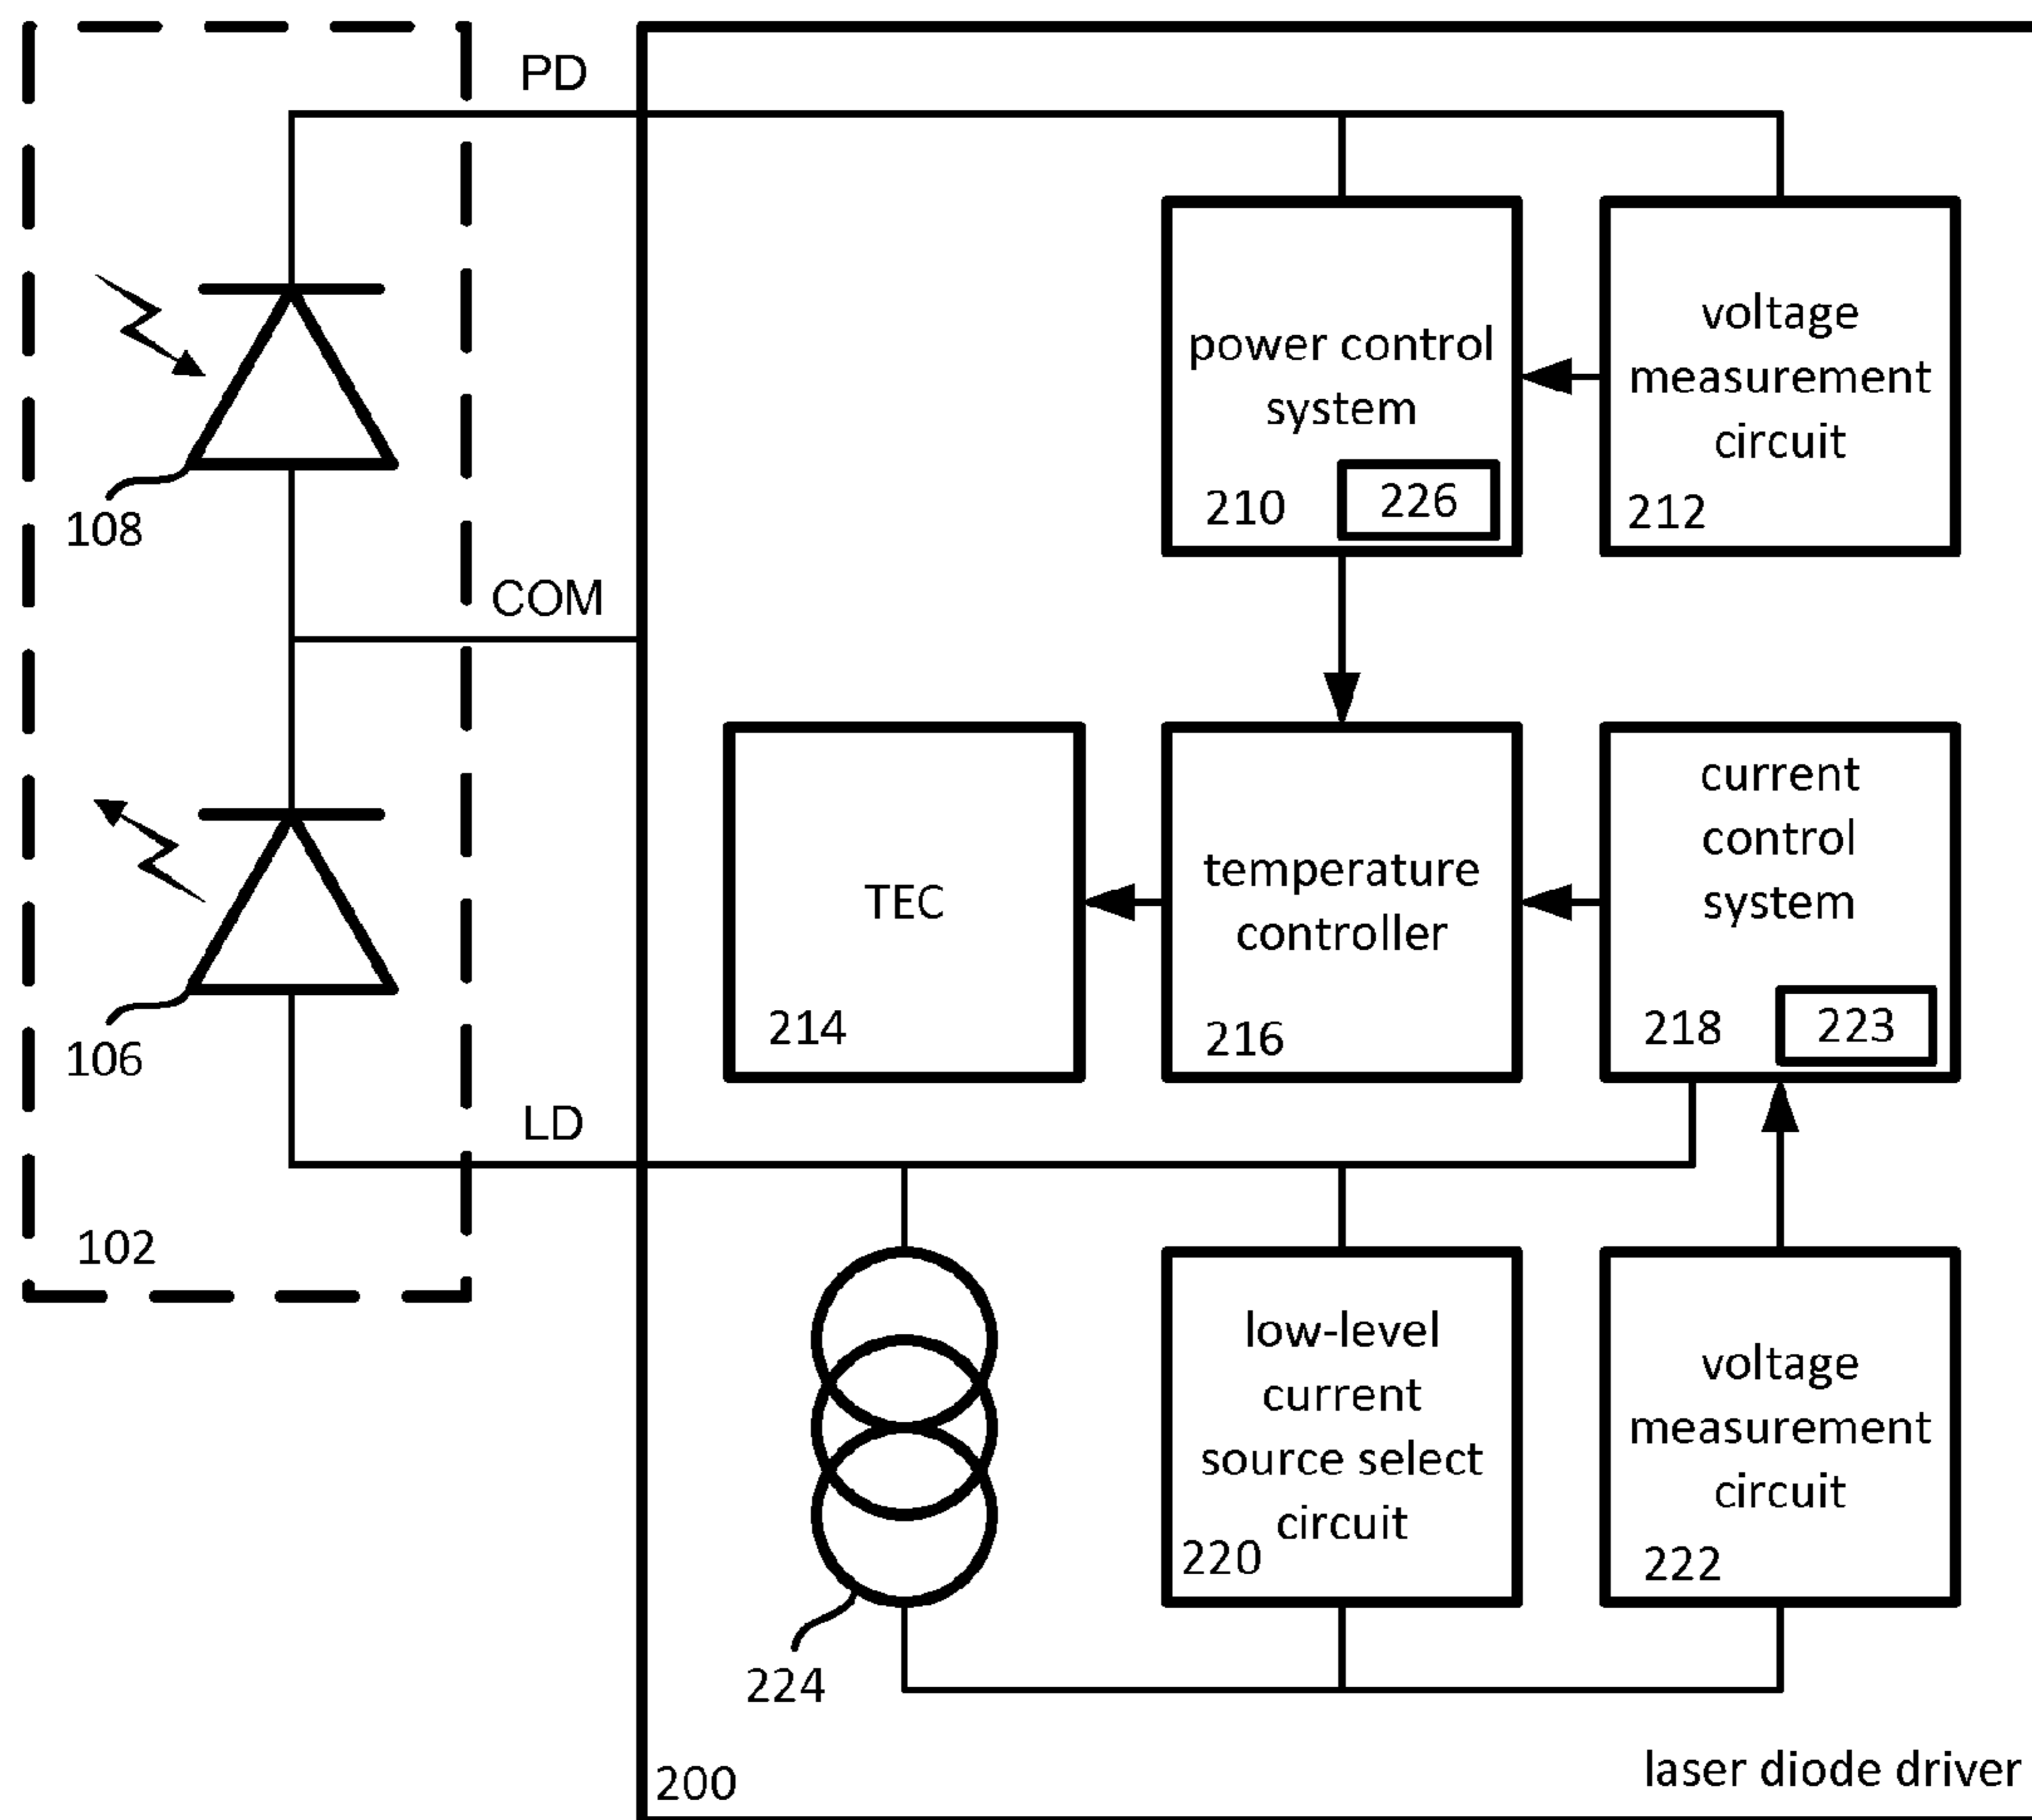 PD
power control
system
210
226
voltage
measurement
circuit
212
108
COM
TEC
214
temperature
controller
216
current
control
system
218
223
106
LD
102
224
low-level
current
source select
circuit
220
voltage
measurement
circuit
222
200
laser diode driver